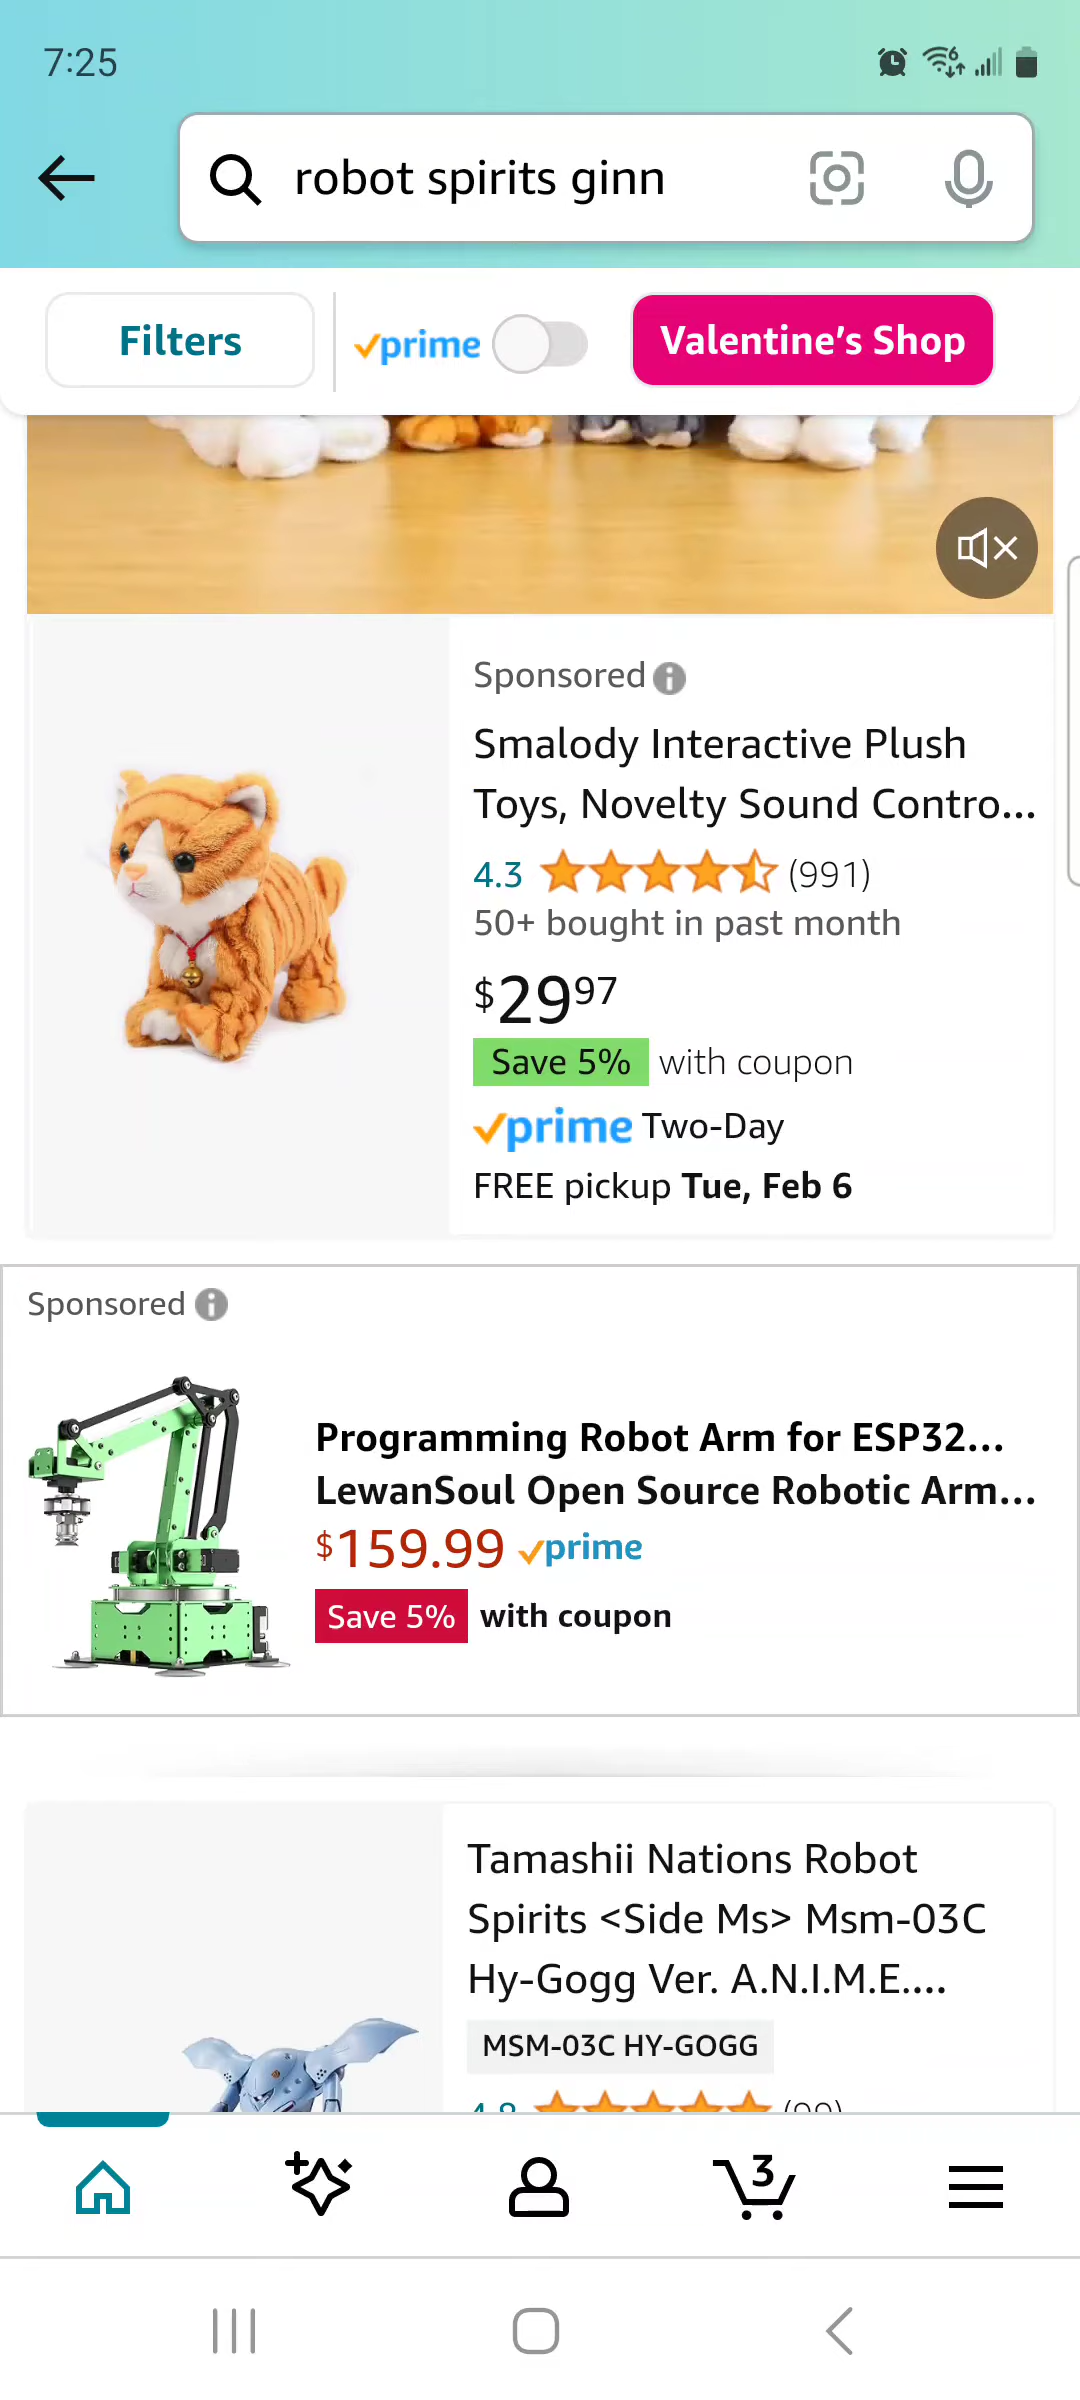 7:25
robot spirits ginn
Filters
prime
Valentine's Shop
Sponsored
Smalody Interactive Plush
Toys, Novelty Sound Contro...
4.3 (991)
50+ bought in past month
$29 97
Save 5% with coupon
prime Two-Day
FREE pickup Tue, Feb 6
Sponsored
Programming Robot Arm for ESP32...
LewanSoul Open Source Robotic Arm...
$159.99 prime
Save 5% with coupon
Tamashii Nations Robot
Spirits <Side Ms> Msm-03C
Hy-Gogg Ver. A.N.I.M.E....
MSM-03C HY-GOGG
3